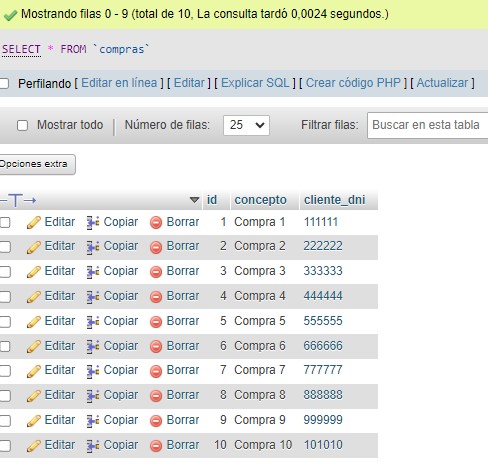 Mostrando filas 0 - 9 (total de 10, La consulta tardó 0,0024 segundos.)
SELECT * FROM `compras`
Perfilando [ Editar en línea ] [ Editar ] [ Explicar SQL ] [ Crear código PHP ] [ Actualizar ]
Mostrar todo | Número de filas: 25 Filtrar filas: Buscar en esta tabla
Opciones extra
id concepto cliente_dni
Editar Copiar Borrar 1 Compra 1 111111
Editar Copiar Borrar 2 Compra 2 222222
Editar Copiar Borrar 3 Compra 3 333333
Editar Copiar Borrar 4 Compra 4 444444
Editar Copiar Borrar 5 Compra 5 555555
Editar Copiar Borrar 6 Compra 6 666666
Editar Copiar Borrar 7 Compra 7 777777
Editar Copiar Borrar 8 Compra 8 888888
Editar Copiar Borrar 9 Compra 9 999999
Editar Copiar Borrar 10 Compra 10 101010